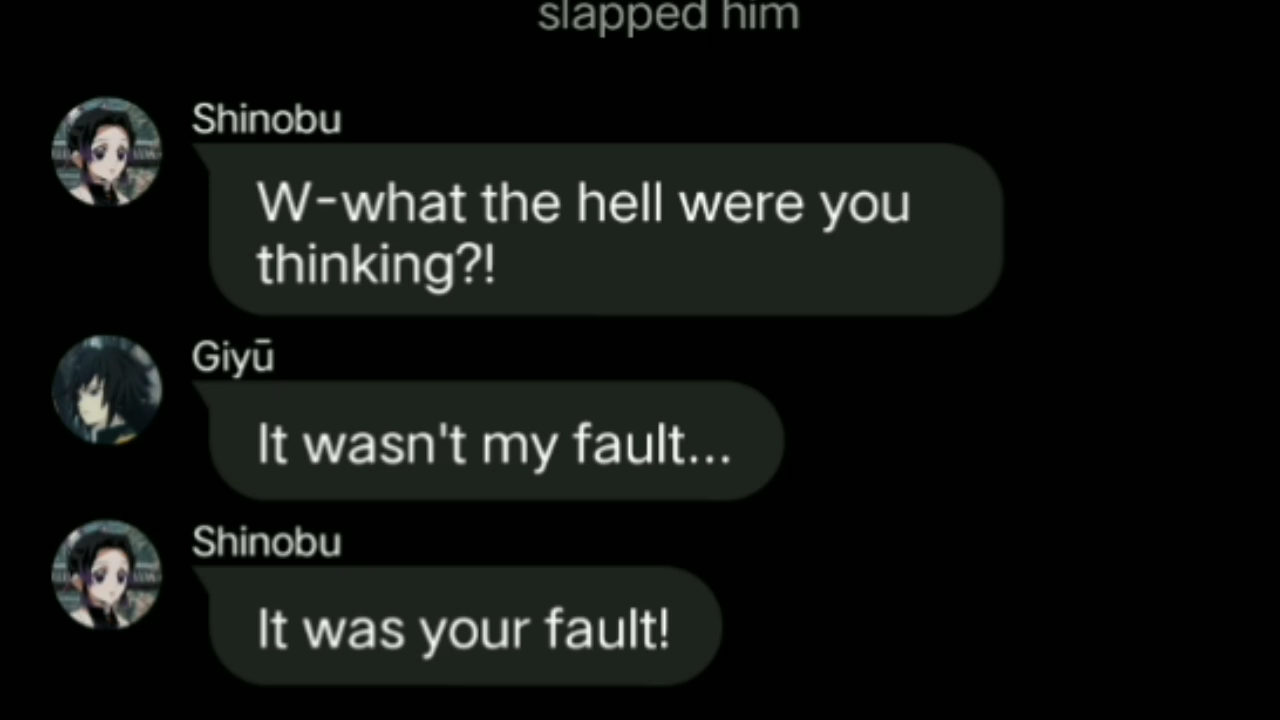 slapped him
Shinobu
W-what the hell were you
thinking?!
Giyū
It wasn't my fault...
Shinobu
It was your fault!